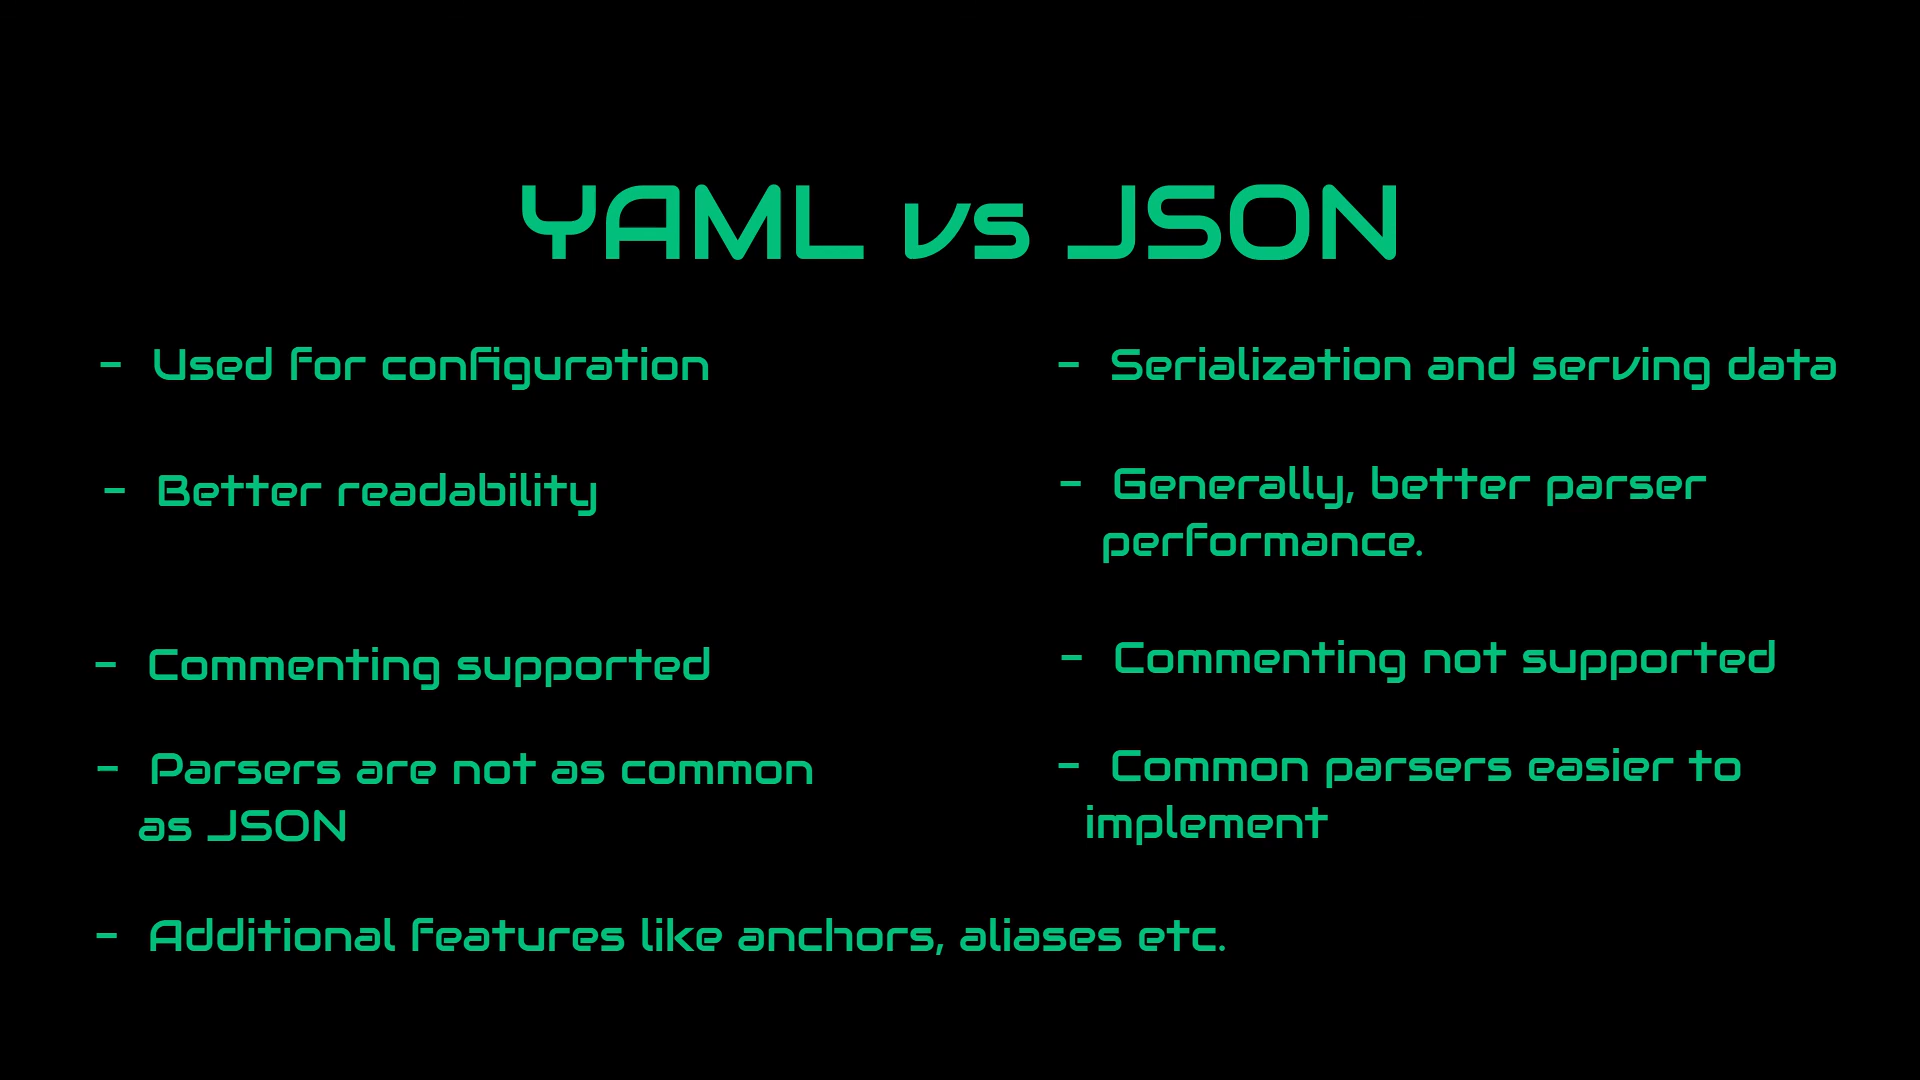 YAML vs JSON
- Used for configuration
- Better readability
- Commenting supported
- Parsers are not as common
as JSON
- Additional features like anchors, aliases etc.
- Serialization and serving data
- Generally, better parser
performance.
- Commenting not supported
- Common parsers easier to
implement